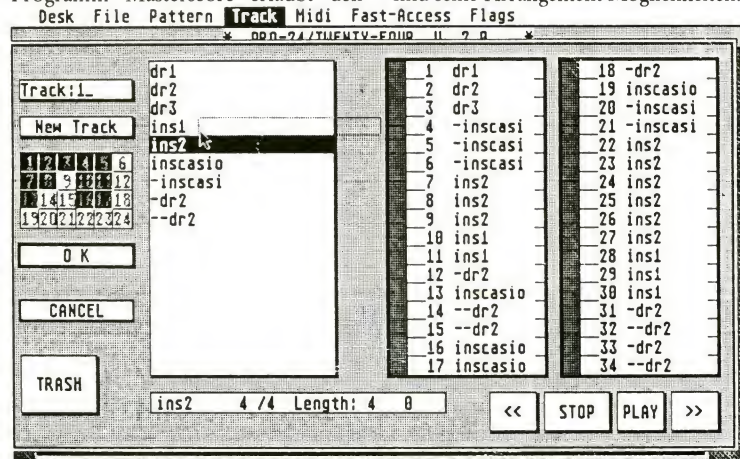 Desk File Pattern Track Midi Fast-Access Flags
* PRO-24/TWENTY-FOUR V 2.0 *
Track:1_
New Track
1 2 3 4 5 6
7 8 9 10 11 12
13 14 15 16 17 18
19 20 21 22 23 24
O K
CANCEL
TRASH
dr1
dr2
dr3
ins1
ins2
inscasio
-inscasi
-dr2
--dr2
ins2 4 /4 Length: 4 0
1 dr1
2 dr2
3 dr3
4 -inscasi
5 -inscasi
6 -inscasi
7 ins2
8 ins2
9 ins2
10 ins1
11 ins1
12 -dr2
13 inscasio
14 --dr2
15 --dr2
16 inscasio
17 inscasio
18 -dr2
19 inscasio
20 -inscasi
21 -inscasi
22 ins2
23 ins2
24 ins2
25 ins2
26 ins2
27 ins2
28 ins1
29 ins1
30 ins1
31 -dr2
32 --dr2
33 -dr2
34 --dr2
<< STOP PLAY >>